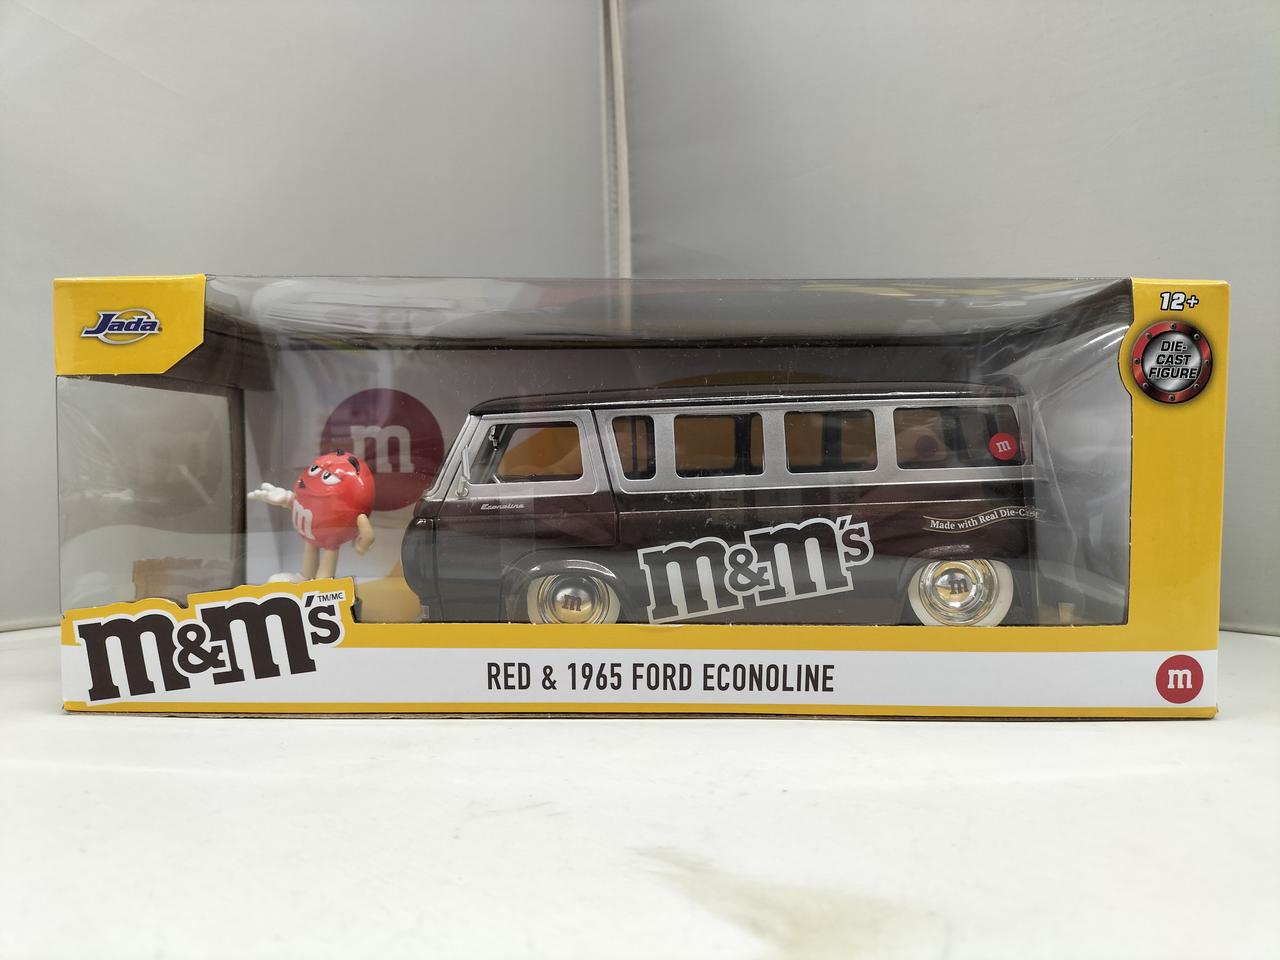 Jada
12+
DIE-
CAST
FIGURE
m
m
m
Econoline
Made with Real Die-Cast
m&m's
m
m
m&m's TM/MC
RED & 1965 FORD ECONOLINE
m